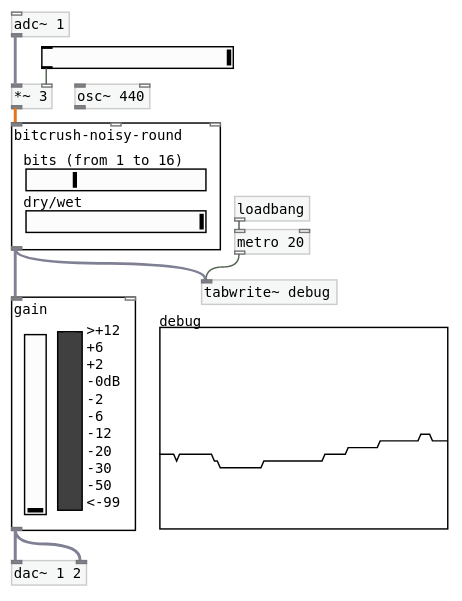 adc~ 1
*~ 3
osc~ 440
bitcrush-noisy-round
bits (from 1 to 16)
dry/wet
loadbang
metro 20
tabwrite~ debug
gain
>+12
+6
+2
-0dB
-2
-6
-12
-20
-30
-50
<-99
debug
dac~ 1 2